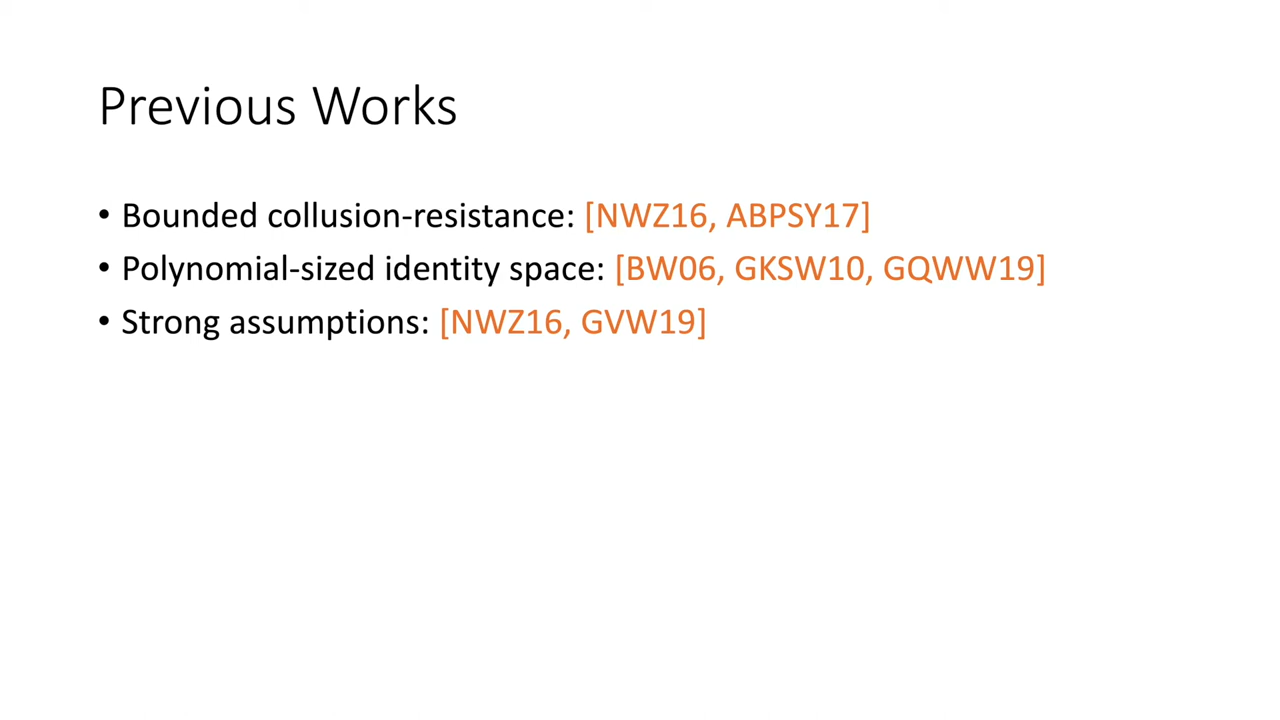 Previous Works
• Bounded collusion-resistance: [NWZ16, ABPSY17]
• Polynomial-sized identity space: [BW06, GKSW10, GQWW19]
• Strong assumptions: [NWZ16, GVW19]